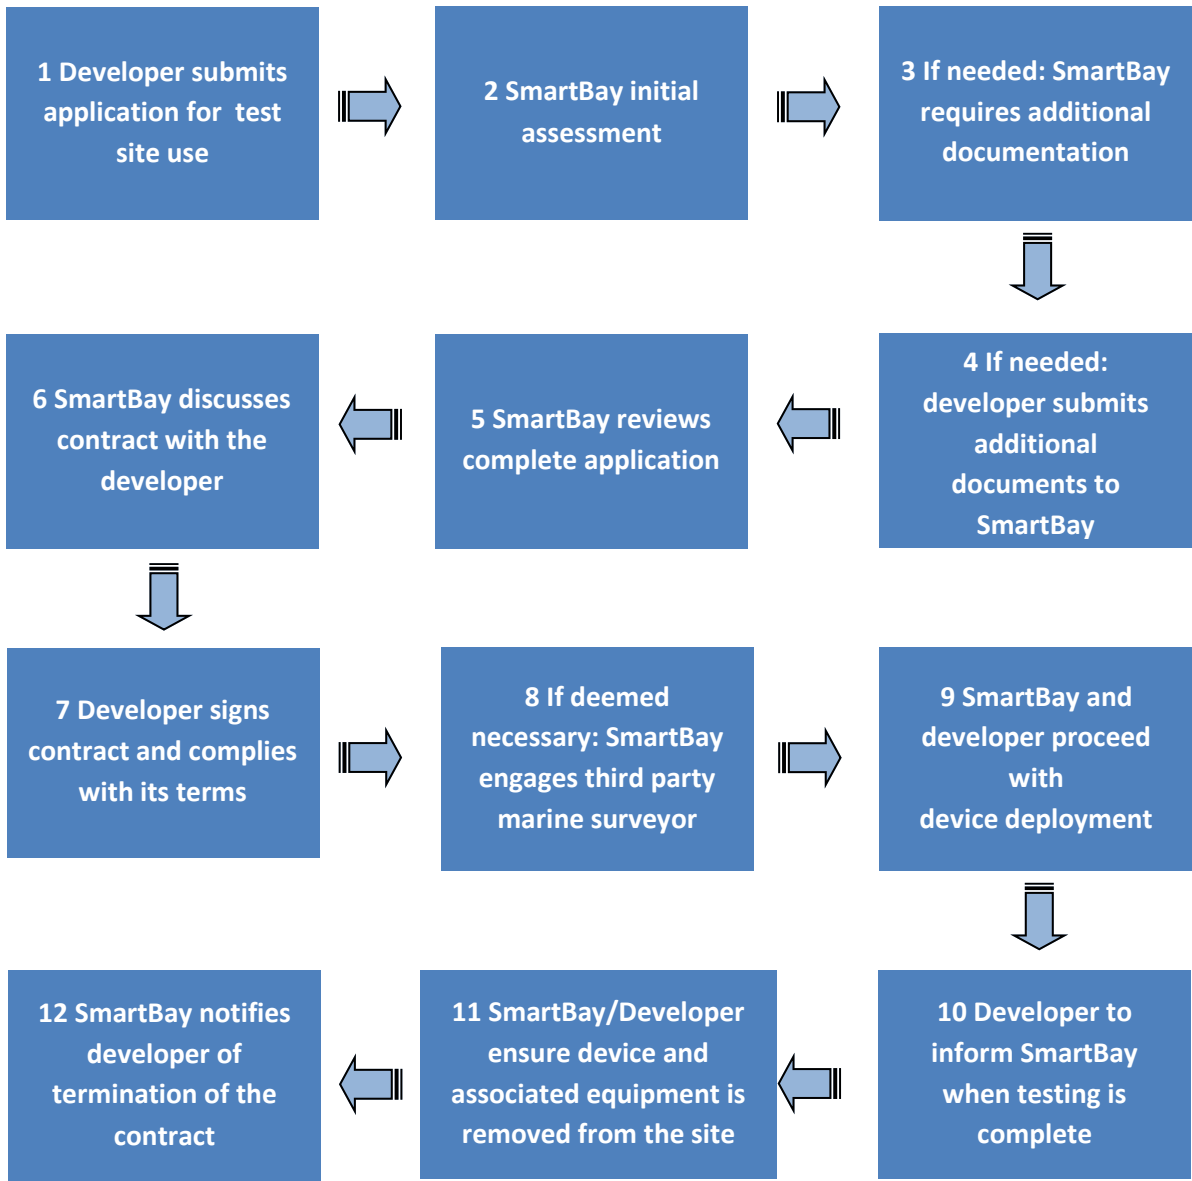 1 Developer submits
application for test
site use
2 SmartBay initial
assessment
3 If needed: SmartBay
requires additional
documentation
4 If needed:
developer submits
additional
documents to
SmartBay
5 SmartBay reviews
complete application
6 SmartBay discusses
contract with the
developer
7 Developer signs
contract and complies
with its terms
8 If deemed
necessary: SmartBay
engages third party
marine surveyor
9 SmartBay and
developer proceed
with
device deployment
10 Developer to
inform SmartBay
when testing is
complete
11 SmartBay/Developer
ensure device and
associated equipment is
removed from the site
12 SmartBay notifies
developer of
termination of the
contract